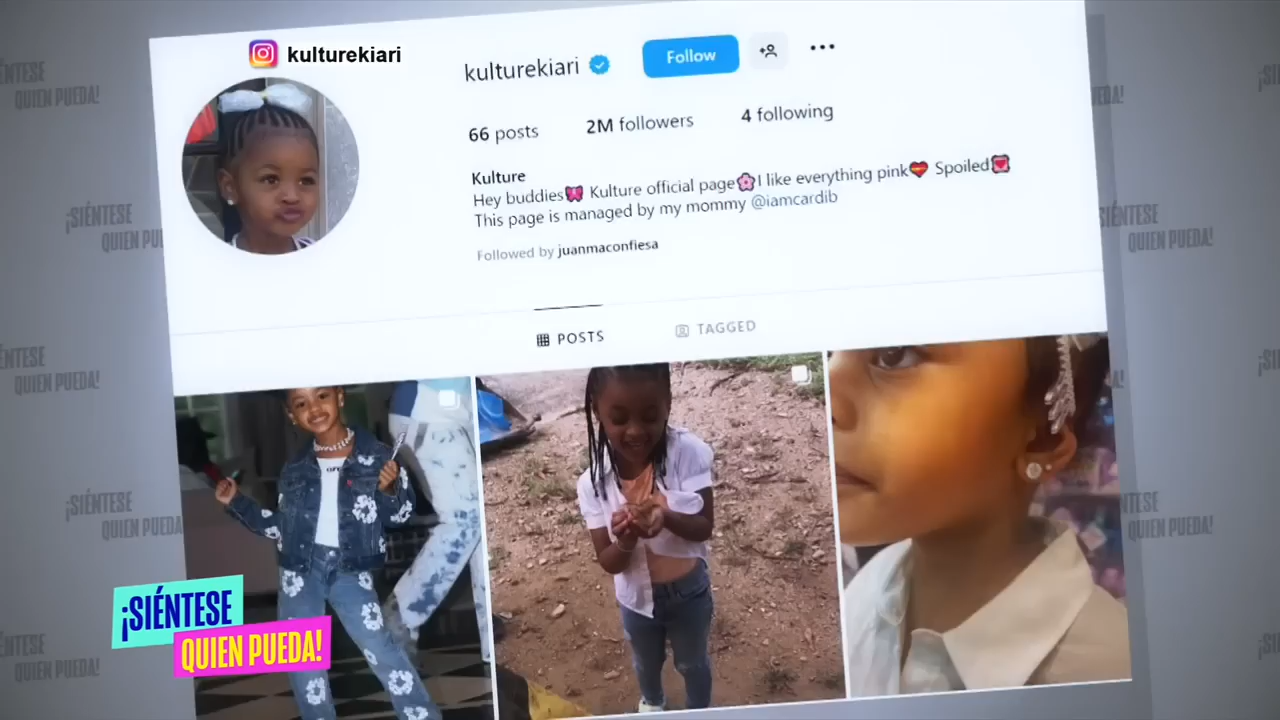 kulturekiari
kulturekiari
Follow
66 posts
2M followers
4 following
Kulture
Hey buddies Kulture official page I like everything pink Spoiled
This page is managed by my mommy @iamcardib
Followed by juanmaconfiesa
POSTS
TAGGED
¡SIÉNTESE
QUIEN PUEDA!
¡SIÉNTESE
QUIEN PUEDA!